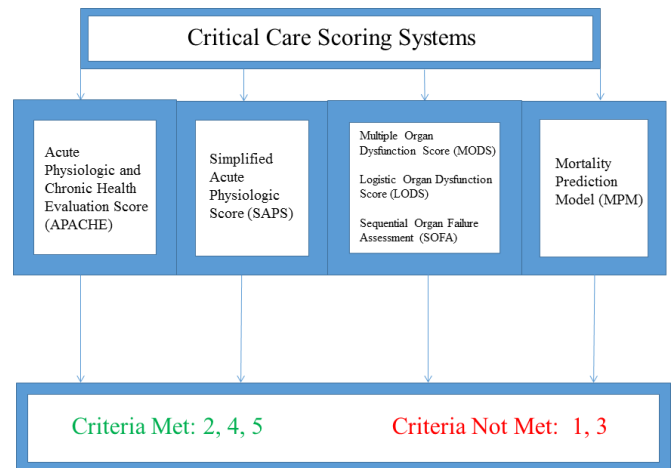 Critical Care Scoring Systems
Acute
Physiologic and
Chronic Health
Evaluation Score
(APACHE)
Simplified
Acute
Physiologic
Score (SAPS)
Multiple Organ
Dysfunction Score (MODS)
Logistic Organ Dysfunction
Score (LODS)
Sequential Organ Failure
Assessment (SOFA)
Mortality
Prediction
Model (MPM)
Criteria Met: 2, 4, 5
Criteria Not Met: 1, 3